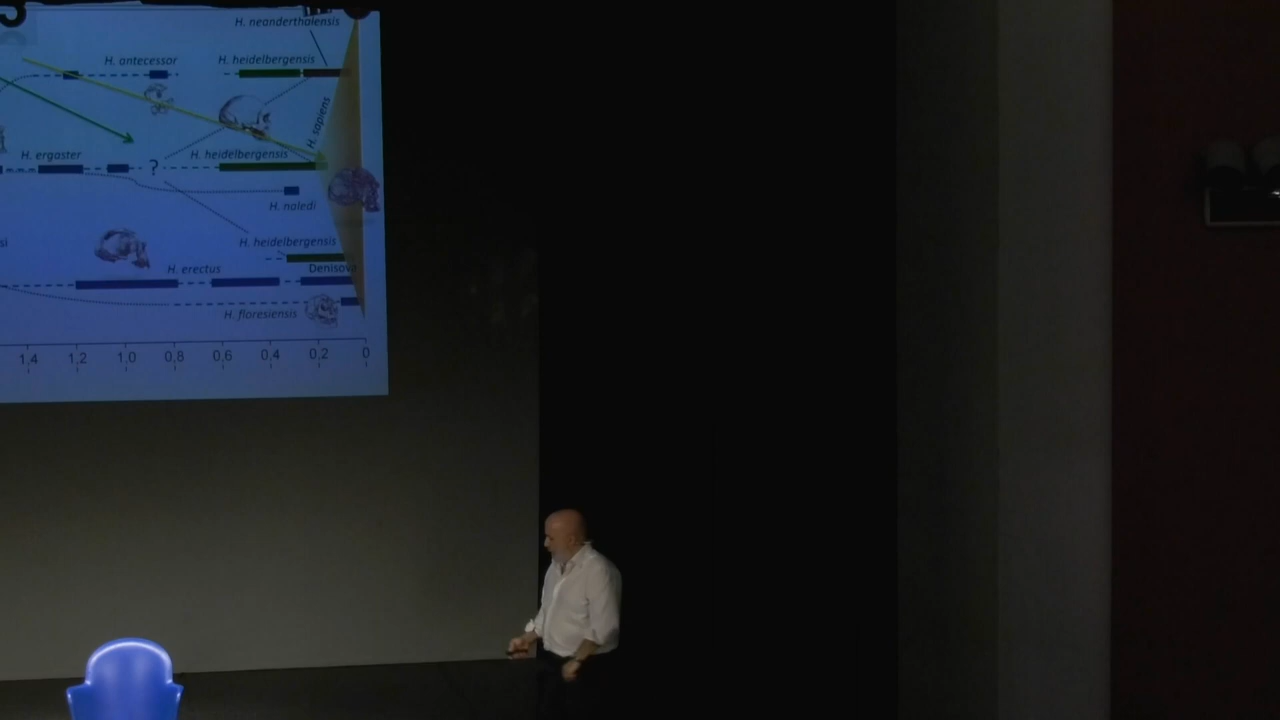 H. neanderthalensis
H. antecessor
H. heidelbergensis
H. sapiens
H. ergaster
?
H. heidelbergensis
H. naledi
si
H. heidelbergensis
H. erectus
Denisova
H. floresiensis
1,4 1,2 1,0 0,8 0,6 0,4 0,2 0